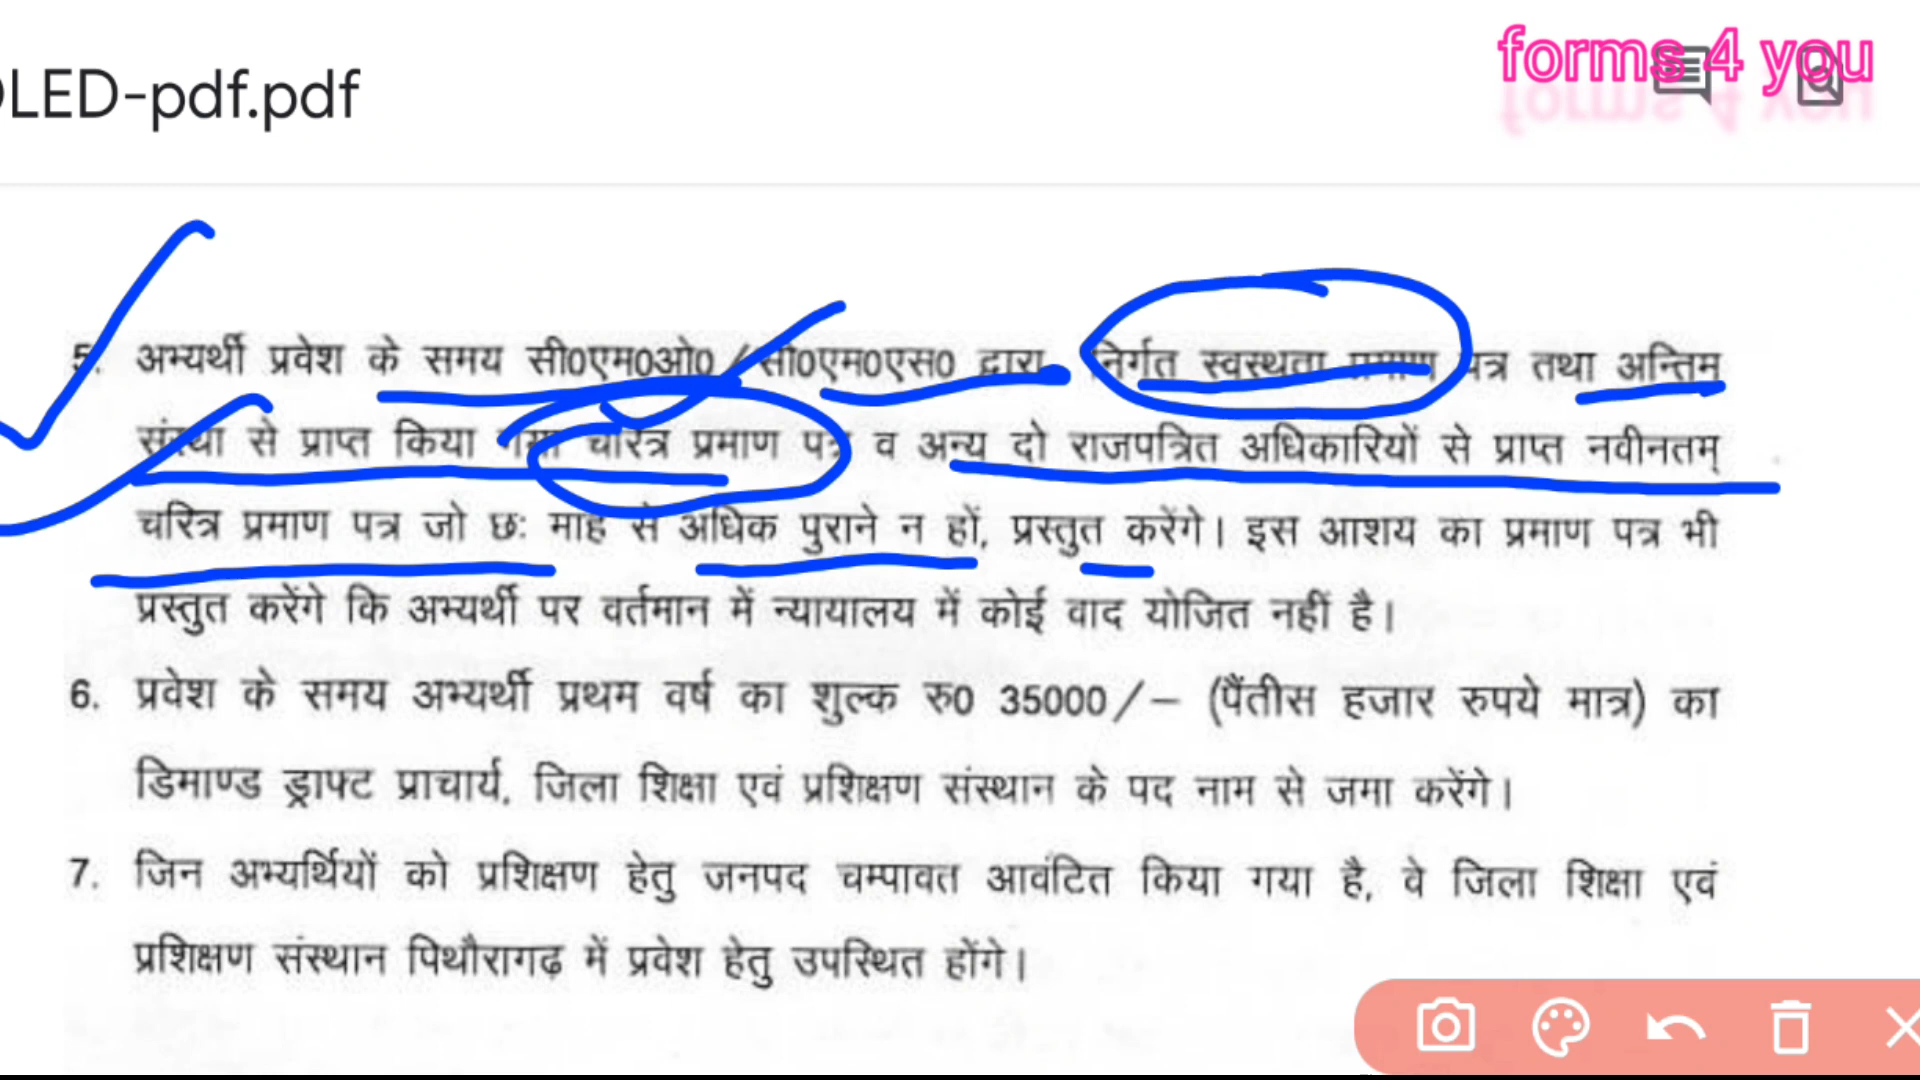 LED-pdf.pdf
forms 4 you
5. अभ्यर्थी प्रवेश के समय सी0एम0ओ0/सी0एम0एस0 द्वारा निर्गत स्वस्थता प्रमाण पत्र तथा अन्तिम
संस्था से प्राप्त किया गया चरित्र प्रमाण पत्र व अन्य दो राजपत्रित अधिकारियों से प्राप्त नवीनतम्
चरित्र प्रमाण पत्र जो छः माह से अधिक पुराने न हों, प्रस्तुत करेंगे। इस आशय का प्रमाण पत्र भी
प्रस्तुत करेंगे कि अभ्यर्थी पर वर्तमान में न्यायालय में कोई वाद योजित नहीं है।
6. प्रवेश के समय अभ्यर्थी प्रथम वर्ष का शुल्क रु0 35000/– (पैंतीस हजार रुपये मात्र) का
डिमाण्ड ड्राफ्ट प्राचार्य, जिला शिक्षा एवं प्रशिक्षण संस्थान के पद नाम से जमा करेंगे।
7. जिन अभ्यर्थियों को प्रशिक्षण हेतु जनपद चम्पावत आवंटित किया गया है, वे जिला शिक्षा एवं
प्रशिक्षण संस्थान पिथौरागढ़ में प्रवेश हेतु उपस्थित होंगे।